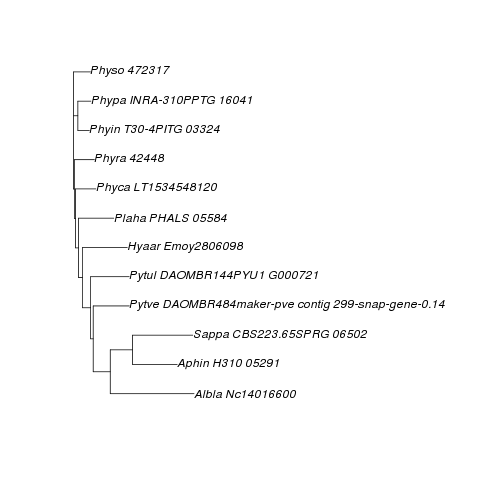 Physo 472317
Phypa INRA-310PPTG 16041
Phyin T30-4PITG 03324
Phyra 42448
Phyca LT1534548120
Plaha PHALS 05584
Hyaar Emoy2806098
Pytul DAOMBR144PYU1 G000721
Pytve DAOMBR484maker-pve contig 299-snap-gene-0.14
Sappa CBS223.65SPRG 06502
Aphin H310 05291
Albla Nc14016600